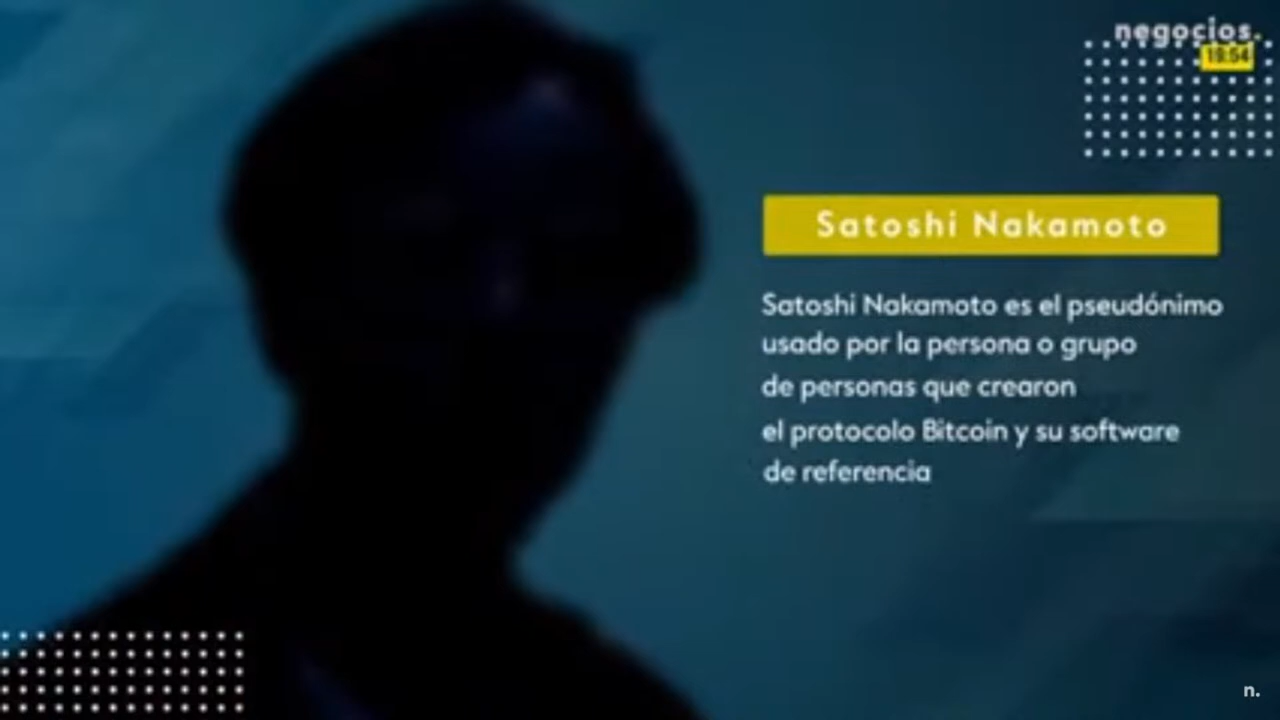 negocios.
19:54
Satoshi Nakamoto
Satoshi Nakamoto es el pseudónimo
usado por la persona o grupo
de personas que crearon
el protocolo Bitcoin y su software
de referencia
n.